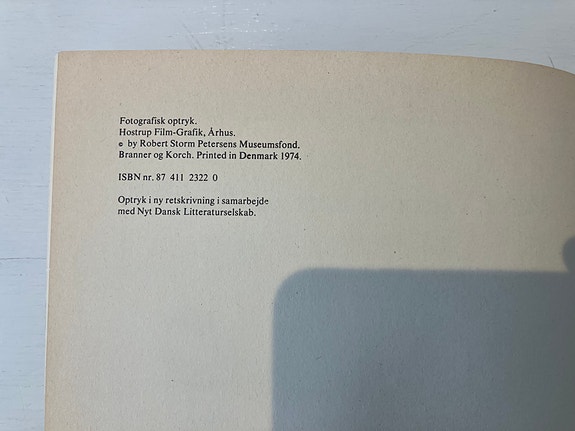 Fotografisk optryk.
Hostrup Film-Grafik, Århus.
© by Robert Storm Petersens Museumsfond.
Branner og Korch. Printed in Denmark 1974.
ISBN nr. 87 411 2322 0
Optryk i ny retskrivning i samarbejde
med Nyt Dansk Litteraturselskab.